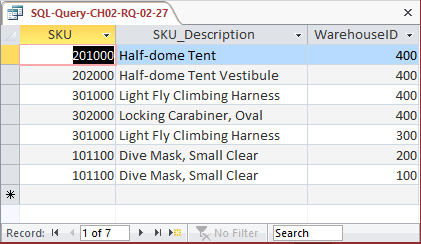 SQL-Query-CH02-RQ-02-27
SKU SKU_Description WarehouseID
201000 Half-dome Tent 400
202000 Half-dome Tent Vestibule 400
301000 Light Fly Climbing Harness 400
302000 Locking Carabiner, Oval 400
301000 Light Fly Climbing Harness 300
101100 Dive Mask, Small Clear 200
101100 Dive Mask, Small Clear 100
Record: 1 of 7 No Filter Search